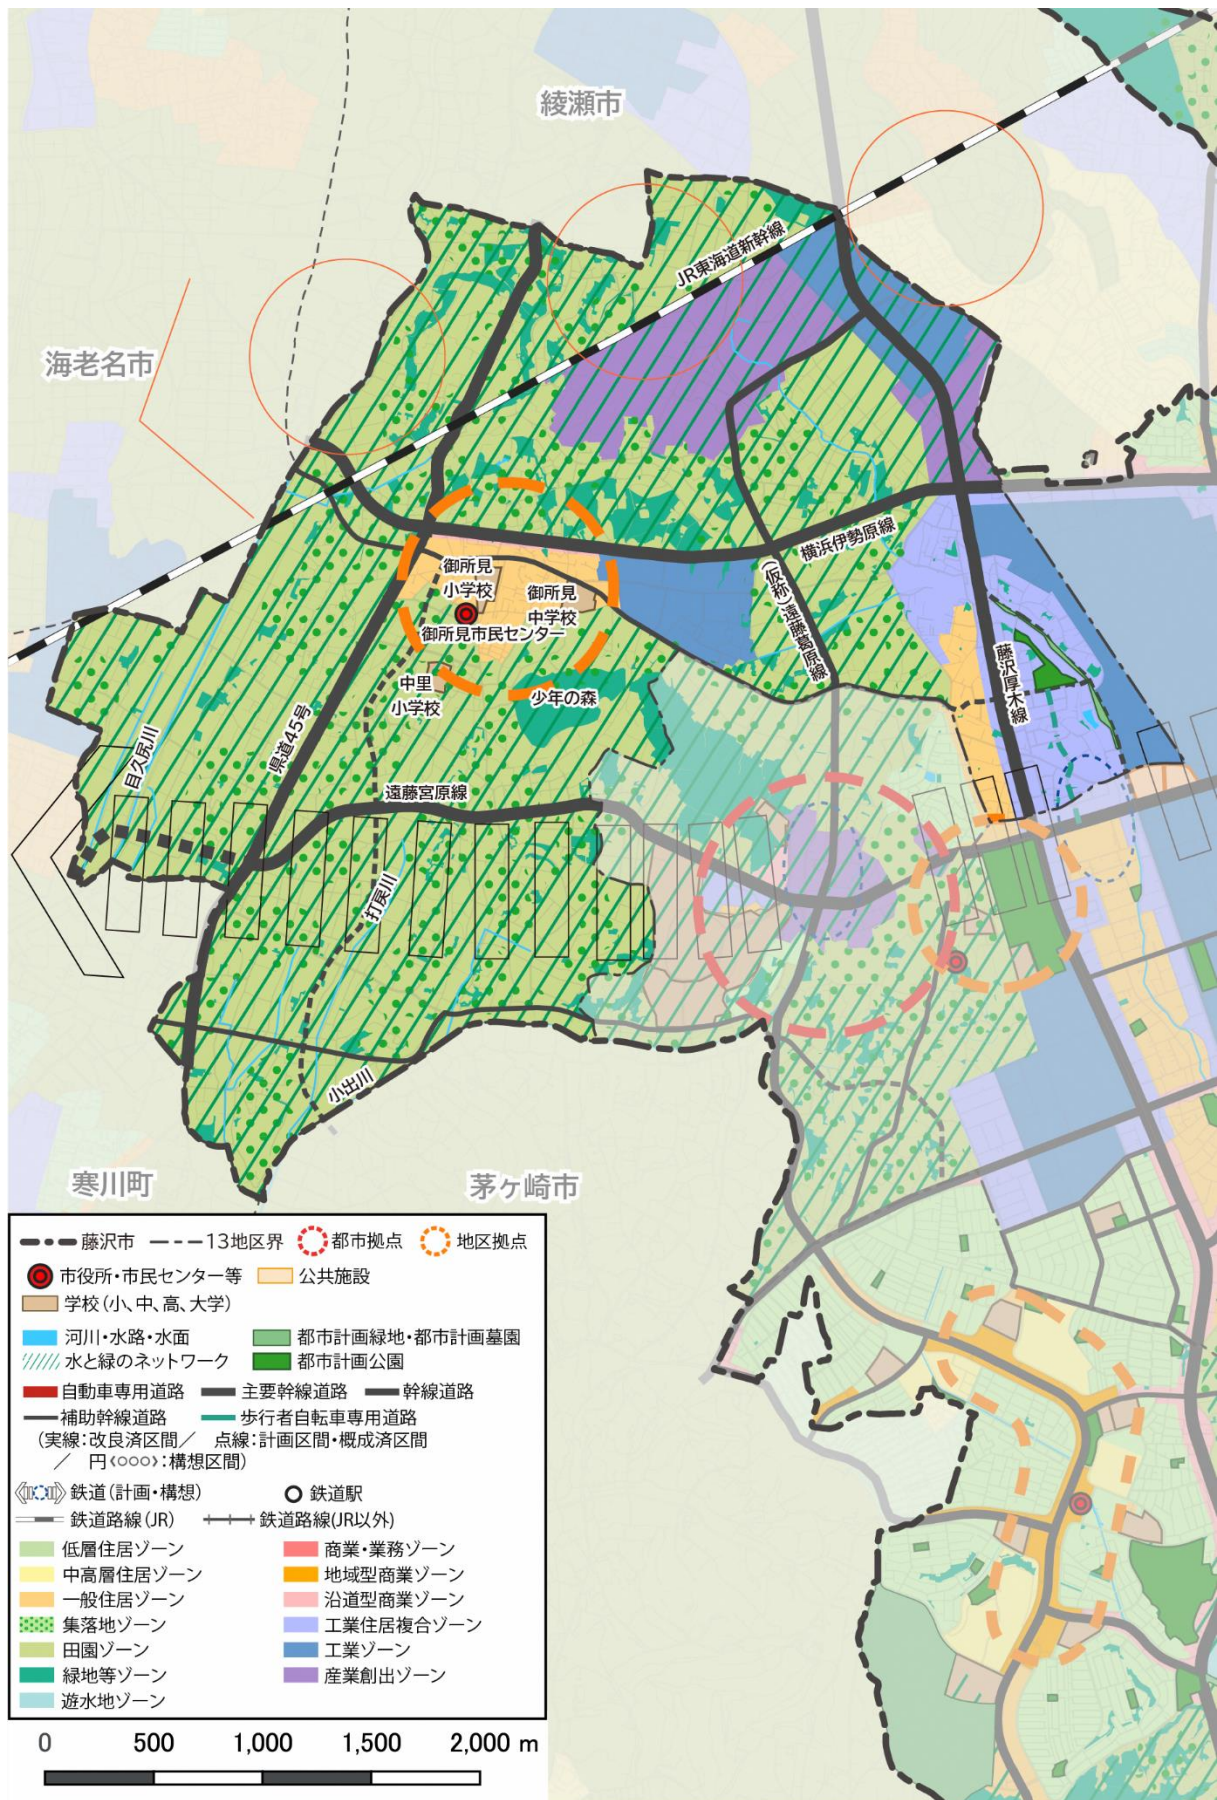 綾瀬市
JR東海道新幹線
海老名市
横浜伊勢原線
御所見
小学校
御所見
中学校
御所見市民センター
(仮称)遠藤葛原線
藤沢厚木線
中里
小学校
少年の森
県道45号
目久尻川
遠藤宮原線
打戻川
小出川
寒川町
茅ヶ崎市
藤沢市
13地区界
都市拠点
地区拠点
市役所・市民センター等
公共施設
学校(小、中、高、大学)
河川・水路・水面
都市計画緑地・都市計画墓園
水と緑のネットワーク
都市計画公園
自動車専用道路
主要幹線道路
幹線道路
補助幹線道路
歩行者自転車専用道路
(実線:改良済区間/ 点線:計画区間・概成済区間
/ 円〈○○○〉:構想区間)
鉄道(計画・構想)
鉄道駅
鉄道路線(JR)
鉄道路線(JR以外)
低層住居ゾーン
商業・業務ゾーン
中高層住居ゾーン
地域型商業ゾーン
一般住居ゾーン
沿道型商業ゾーン
集落地ゾーン
工業住居複合ゾーン
田園ゾーン
工業ゾーン
緑地等ゾーン
産業創出ゾーン
遊水地ゾーン
0 500 1,000 1,500 2,000 m